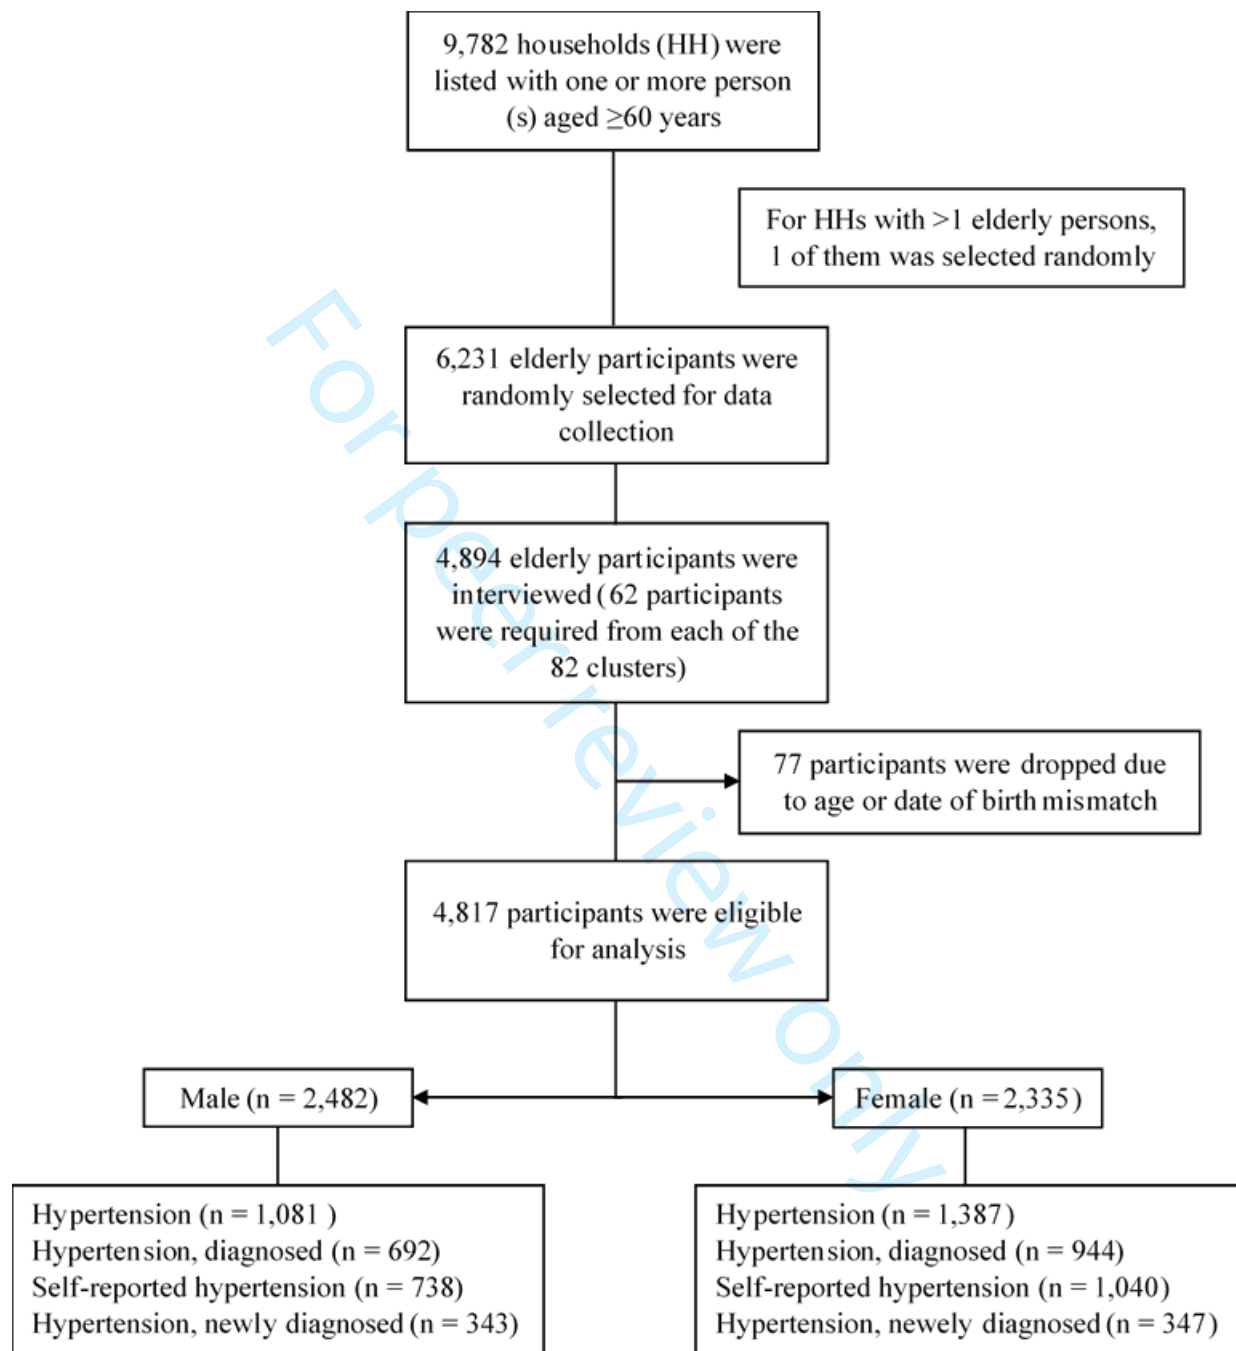 9,782 households (HH) were
listed with one or more person
(s) aged ≥60 years
For HHs with >1 elderly persons,
1 of them was selected randomly
6,231 elderly participants were
randomly selected for data
collection
4,894 elderly participants were
interviewed (62 participants
were required from each of the
82 clusters)
77 participants were dropped due
to age or date of birth mismatch
4,817 participants were eligible
for analysis
Male (n = 2,482)
Female (n = 2,335)
Hypertension (n = 1,081 )
Hypertension, diagnosed (n = 692)
Self-reported hypertension (n = 738)
Hypertension, newly diagnosed (n = 343)
Hypertension (n = 1,387)
Hypertension, diagnosed (n = 944)
Self-reported hypertension (n = 1,040)
Hypertension, newely diagnosed (n = 347)
For peer review only